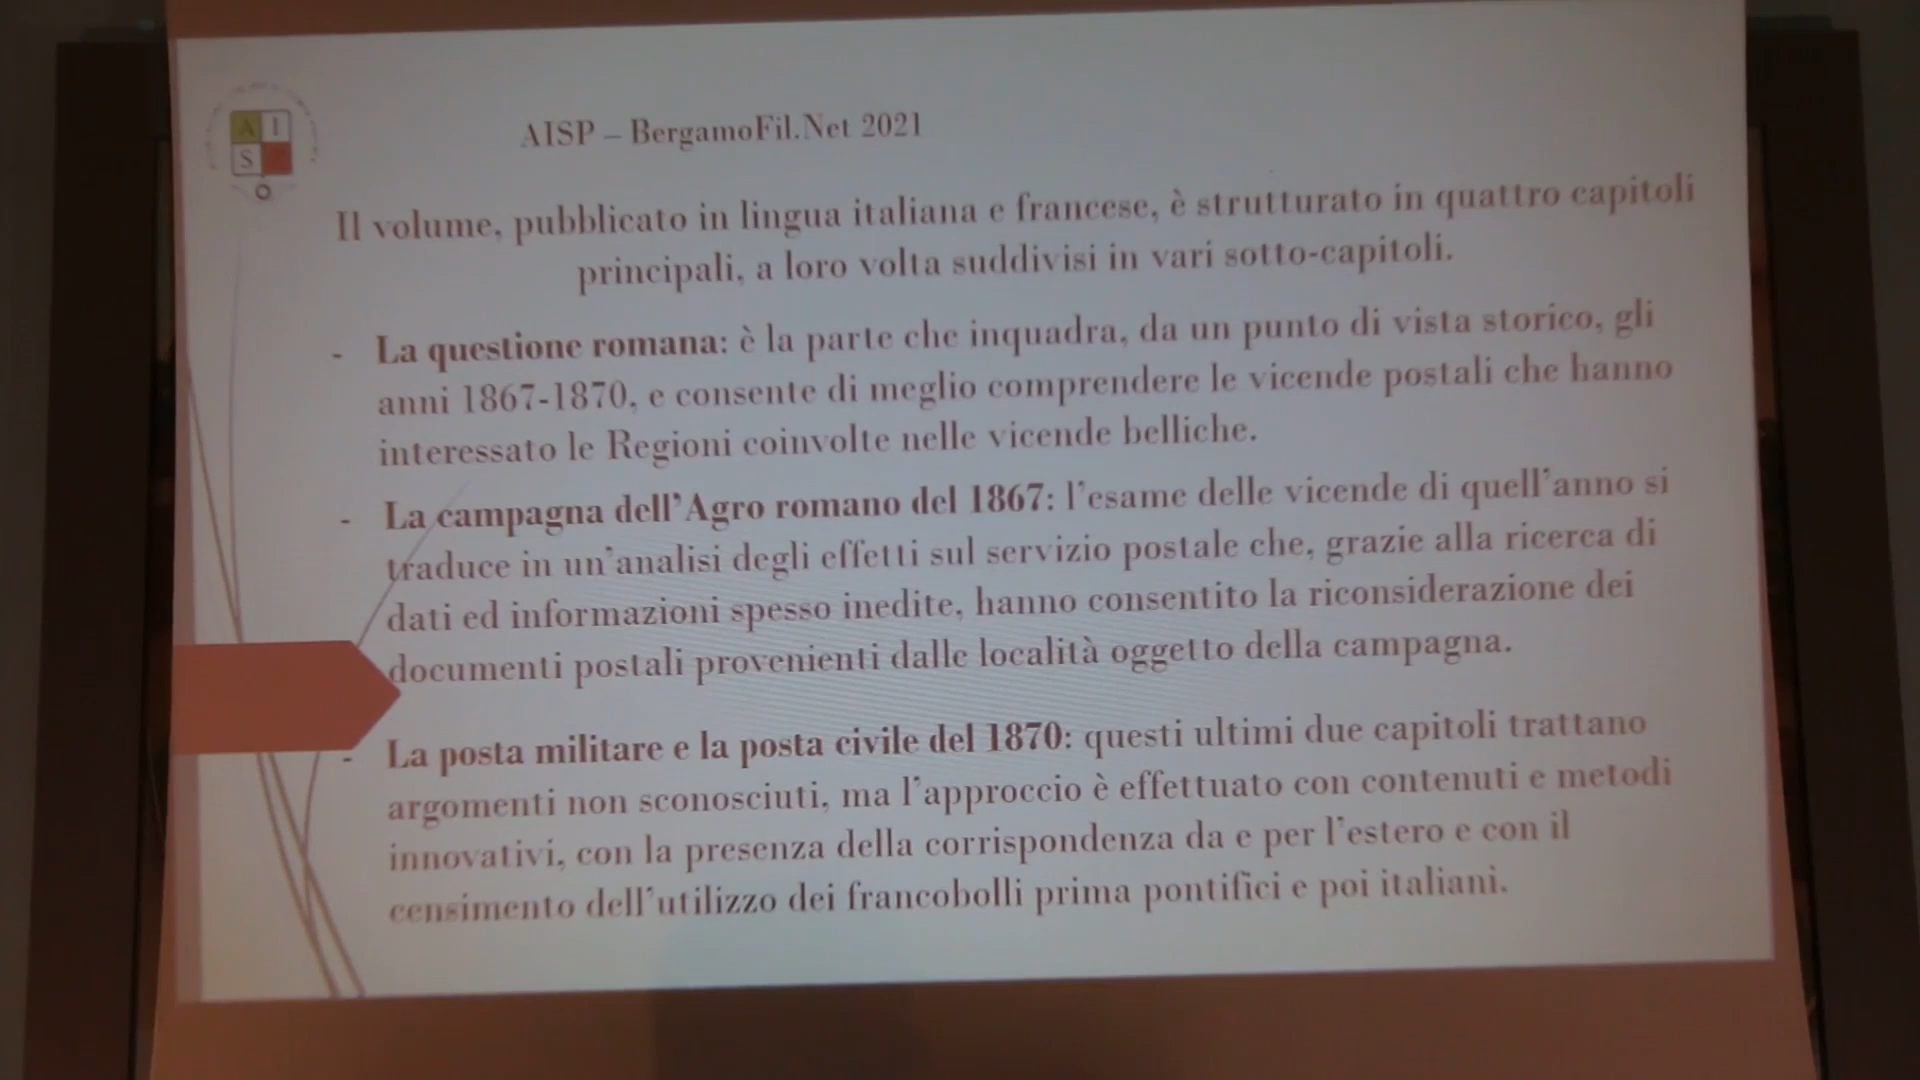 A I
S
AISP – BergamoFil.Net 2021
Il volume, pubblicato in lingua italiana e francese, è strutturato in quattro capitoli
principali, a loro volta suddivisi in vari sotto-capitoli.
- La questione romana: è la parte che inquadra, da un punto di vista storico, gli
anni 1867-1870, e consente di meglio comprendere le vicende postali che hanno
interessato le Regioni coinvolte nelle vicende belliche.
- La campagna dell'Agro romano del 1867: l'esame delle vicende di quell'anno si
traduce in un'analisi degli effetti sul servizio postale che, grazie alla ricerca di
dati ed informazioni spesso inedite, hanno consentito la riconsiderazione dei
documenti postali provenienti dalle località oggetto della campagna.
- La posta militare e la posta civile del 1870: questi ultimi due capitoli trattano
argomenti non sconosciuti, ma l'approccio è effettuato con contenuti e metodi
innovativi, con la presenza della corrispondenza da e per l'estero e con il
censimento dell'utilizzo dei francobolli prima pontifici e poi italiani.